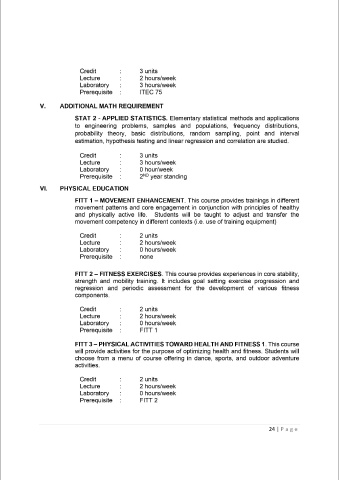 Credit : 3 units
Lecture : 2 hours/week
Laboratory : 3 hours/week
Prerequisite : ITEC 75
V. ADDITIONAL MATH REQUIREMENT
STAT 2 - APPLIED STATISTICS. Elementary statistical methods and applications
to engineering problems, samples and populations, frequency distributions,
probability theory, basic distributions, random sampling, point and interval
estimation, hypothesis testing and linear regression and correlation are studied.
Credit : 3 units
Lecture : 3 hours/week
Laboratory : 0 hour/week
Prerequisite : 2ND year standing
VI. PHYSICAL EDUCATION
FITT 1 – MOVEMENT ENHANCEMENT. This course provides trainings in different
movement patterns and core engagement in conjunction with principles of healthy
and physically active life. Students will be taught to adjust and transfer the
movement competency in different contexts (i.e. use of training equipment)
Credit : 2 units
Lecture : 2 hours/week
Laboratory : 0 hours/week
Prerequisite : none
FITT 2 – FITNESS EXERCISES. This course provides experiences in core stability,
strength and mobility training. It includes goal setting exercise progression and
regression and periodic assessment for the development of various fitness
components.
Credit : 2 units
Lecture : 2 hours/week
Laboratory : 0 hours/week
Prerequisite : FITT 1
FITT 3 – PHYSICAL ACTIVITIES TOWARD HEALTH AND FITNESS 1. This course
will provide activities for the purpose of optimizing health and fitness. Students will
choose from a menu of course offering in dance, sports, and outdoor adventure
activities.
Credit : 2 units
Lecture : 2 hours/week
Laboratory : 0 hours/week
Prerequisite : FITT 2
24 | P a g e